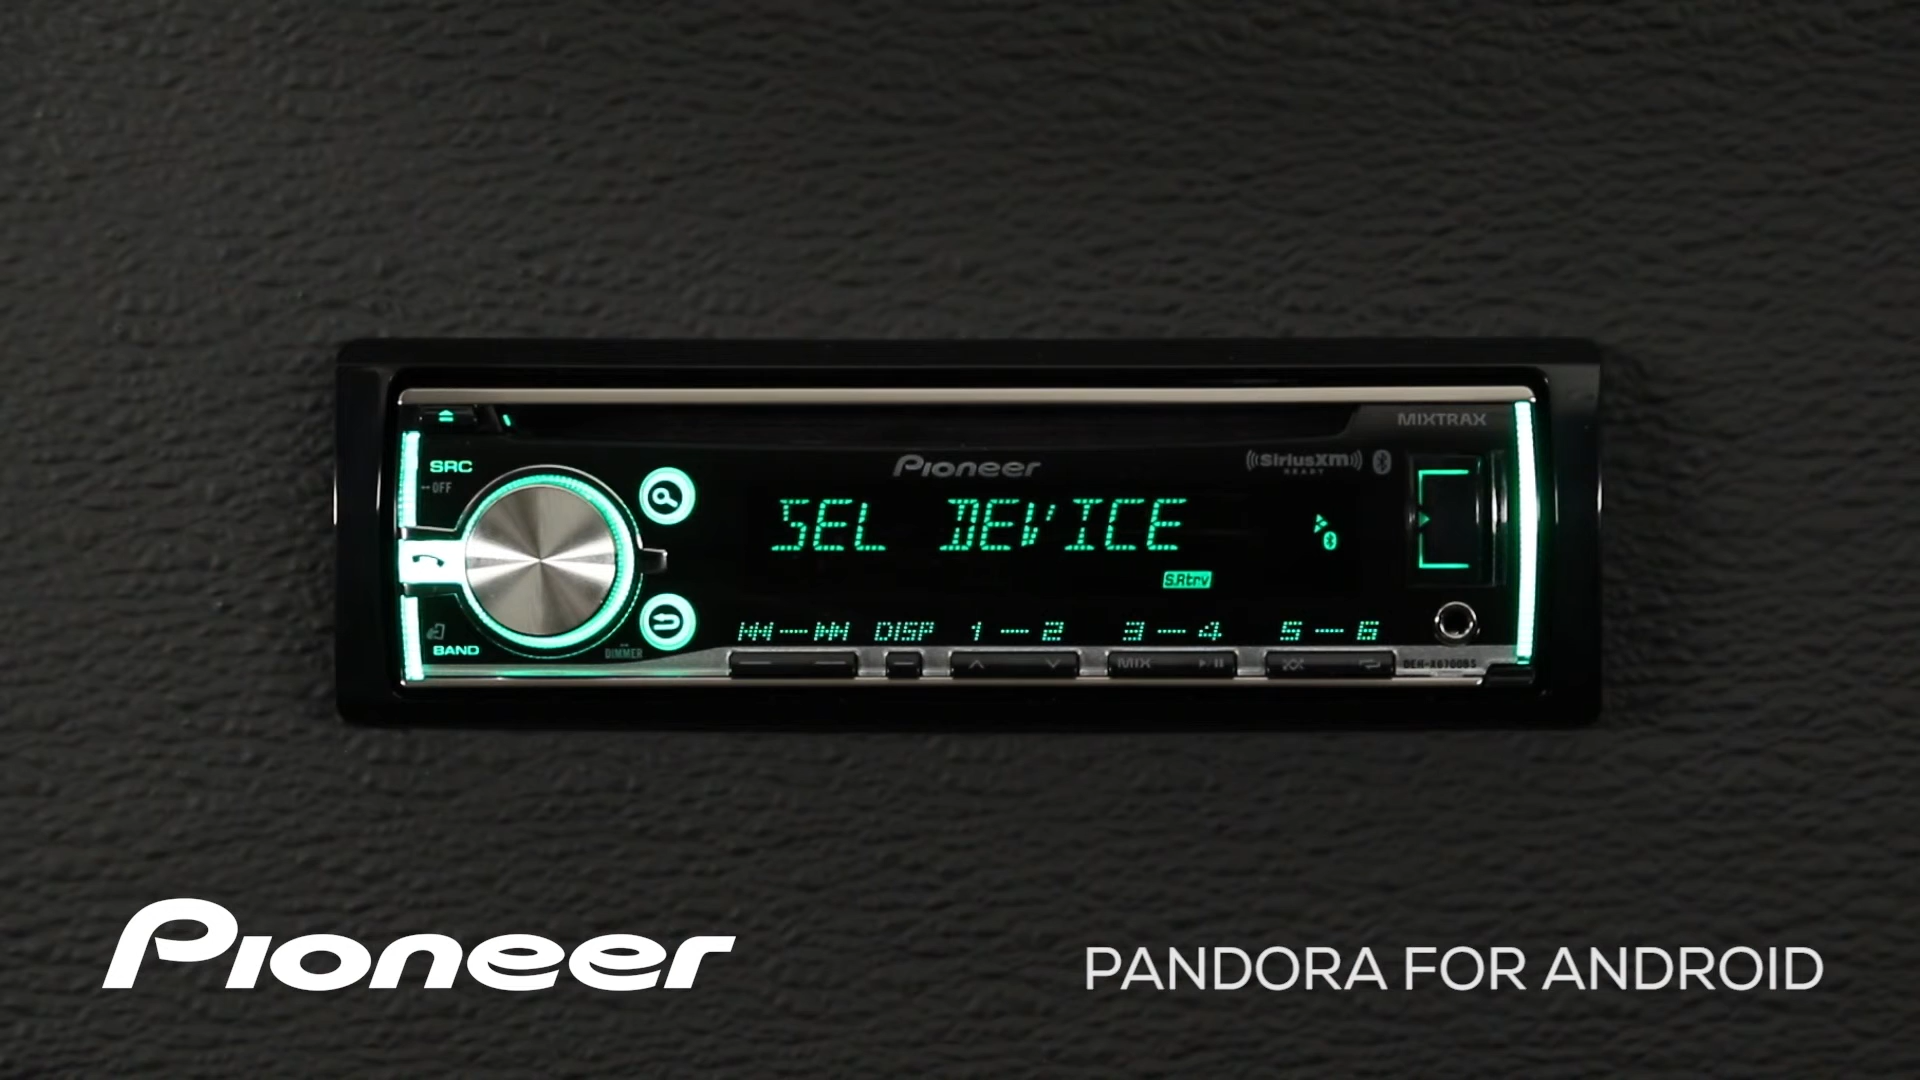 MIXTRAX
SRC
OFF
Pioneer
SiriusXM
READY
SEL DEVICE
S.Rtrv
DISP 1 2 3 4 5 6
BAND
DIMMER
MIX
Pioneer
PANDORA FOR ANDROID